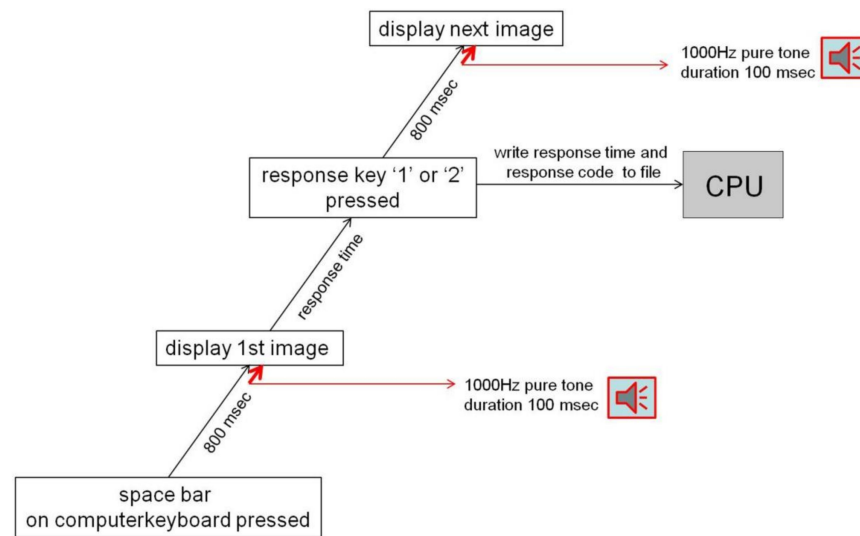 display next image
1000Hz pure tone
duration 100 msec
800 msec
response key ‘1’ or ‘2’
pressed
write response time and
response code to file
CPU
response time
display 1st image
1000Hz pure tone
duration 100 msec
800 msec
space bar
on computerkeyboard pressed